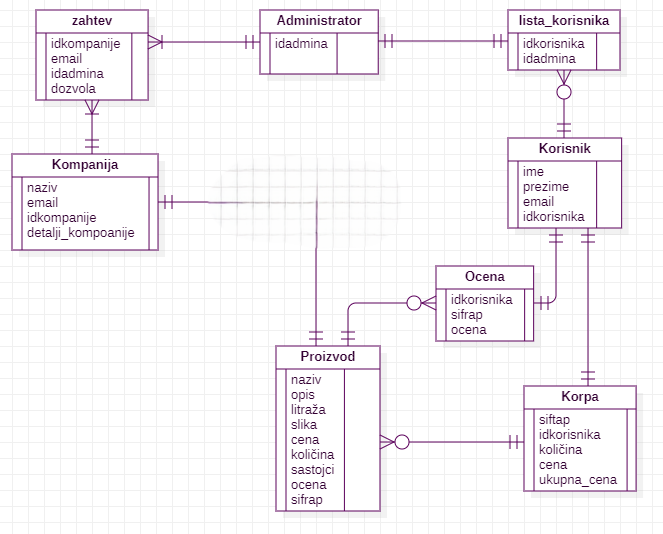 zahtev
idkompanije
email
idadmina
dozvola
Administrator
idadmina
lista_korisnika
idkorisnika
idadmina
Kompanija
naziv
email
idkompanije
detalji_kompoanije
Korisnik
ime
prezime
email
idkorisnika
Ocena
idkorisnika
sifrap
ocena
Proizvod
naziv
opis
litraža
slika
cena
količina
sastojci
ocena
sifrap
Korpa
siftap
idkorisnika
količina
cena
ukupna_cena